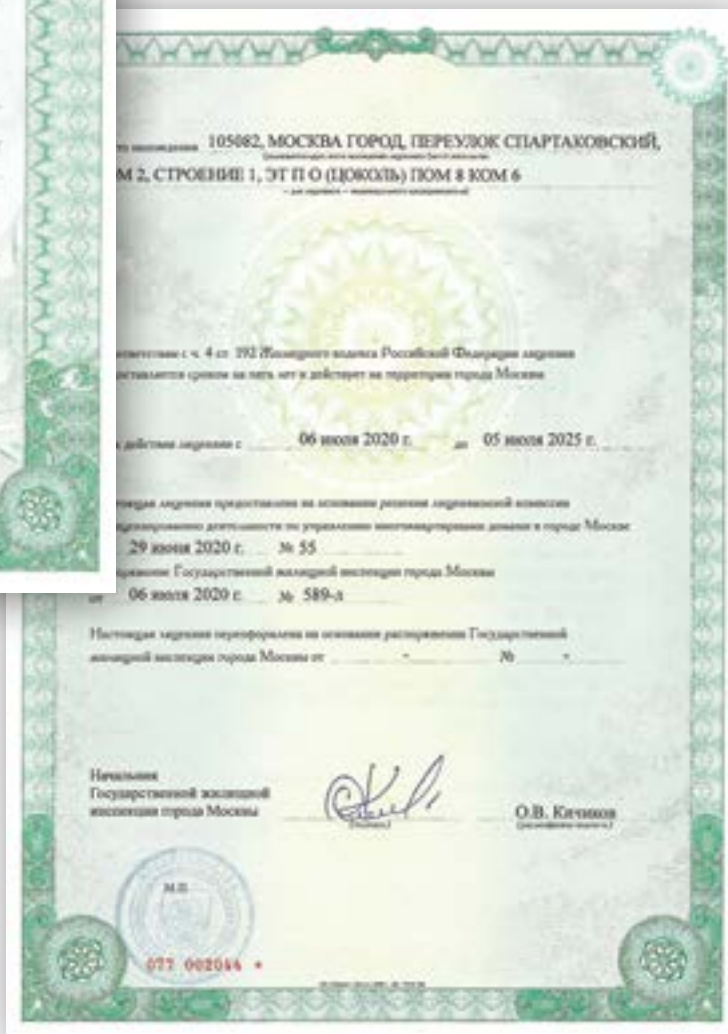 нахождения 105082, МОСКВА ГОРОД, ПЕРЕУЛОК СПАРТАКОВСКИЙ,
М 2, СТРОЕНИЕ 1, ЭТ П О (ЦОКОЛЬ) ПОМ 8 КОМ 6
с ч. 4 ст. 192 Жилищного кодекса Российской Федерации лицензия
сроком на пять лет и действует на территории города Москвы
действия лицензии с 06 июля 2020 г. до 05 июля 2025 г.
лицензия предоставлена на основании решения лицензионной комиссии
деятельности по управлению многоквартирными домами в городе Москве
29 июня 2020 г. № 55
Государственной жилищной инспекции города Москвы
от 06 июля 2020 г. № 589-л
Настоящая лицензия переоформлена на основании распоряжения Государственной
жилищной инспекции города Москвы от - № -
Начальник
Государственной жилищной
инспекции города Москвы
(подпись)
О.В. Кичиков
М.П.
077 002044 *